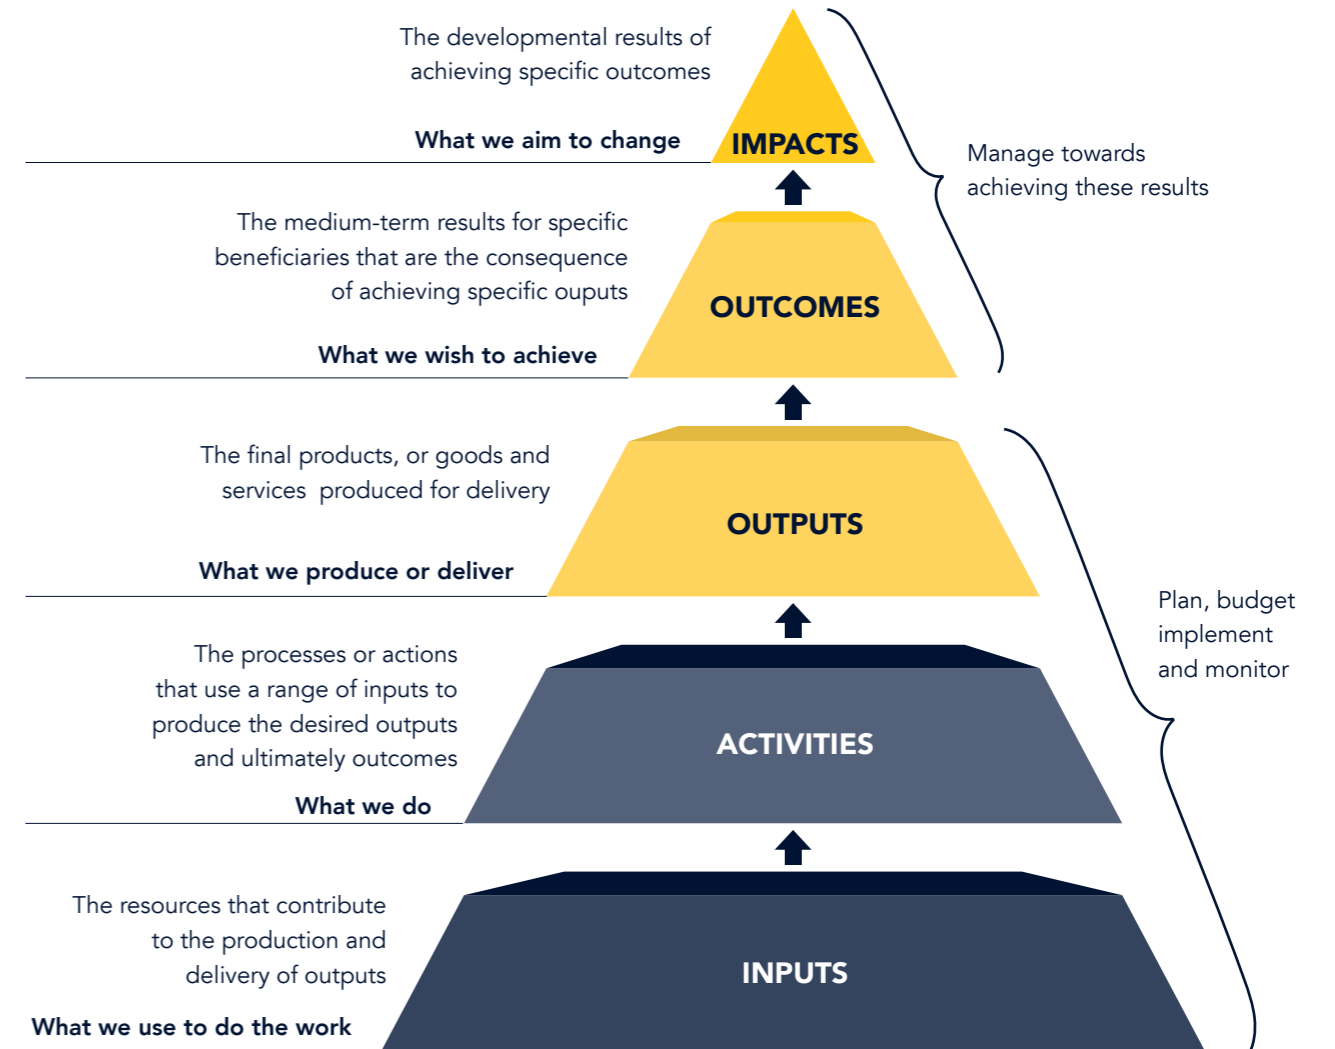 The developmental results of
achieving specific outcomes
What we aim to change
IMPACTS
Manage towards
achieving these results
The medium-term results for specific
beneficiaries that are the consequence
of achieving specific ouputs
What we wish to achieve
OUTCOMES
The final products, or goods and
services produced for delivery
What we produce or deliver
OUTPUTS
Plan, budget
implement
and monitor
The processes or actions
that use a range of inputs to
produce the desired outputs
and ultimately outcomes
What we do
ACTIVITIES
The resources that contribute
to the production and
delivery of outputs
What we use to do the work
INPUTS